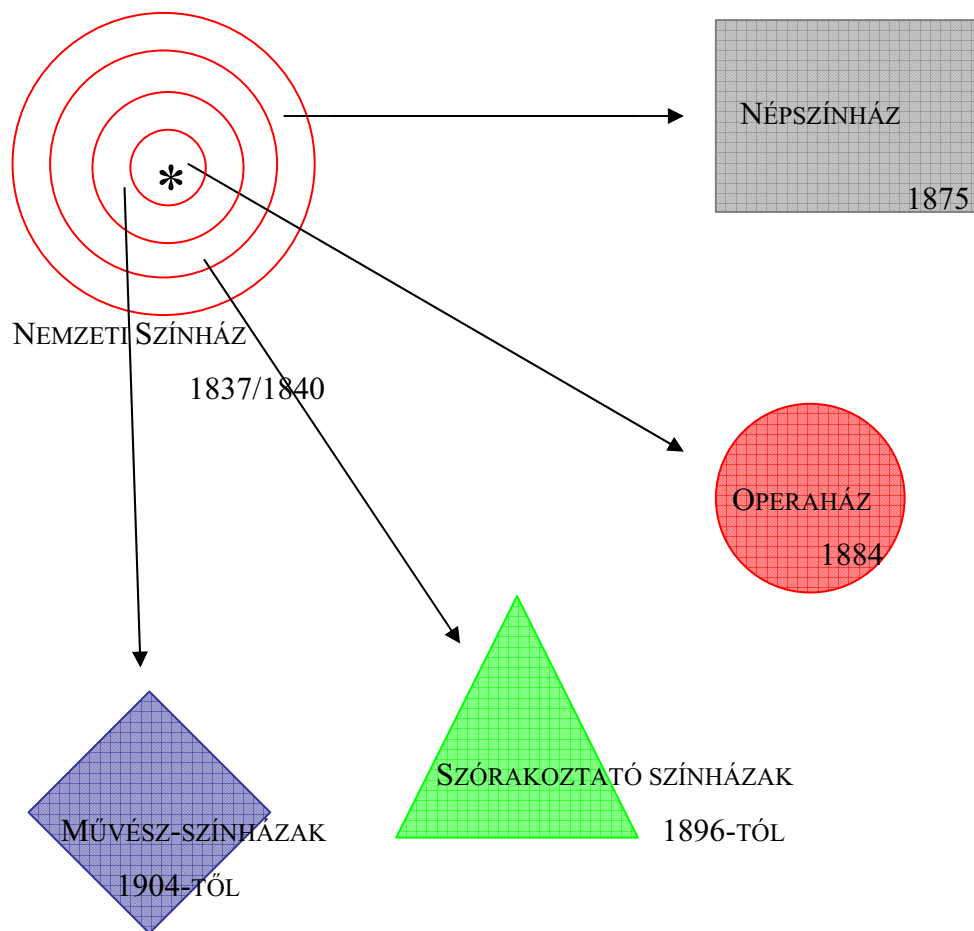 *
NÉPSZÍNHÁZ
1875
NEMZETI SZÍNHÁZ
1837/1840
OPERAHÁZ
1884
SZÓRAKOZTATÓ SZÍNHÁZAK
1896-TÓL
MŰVÉSZ-SZÍNHÁZAK
1904-TŐL